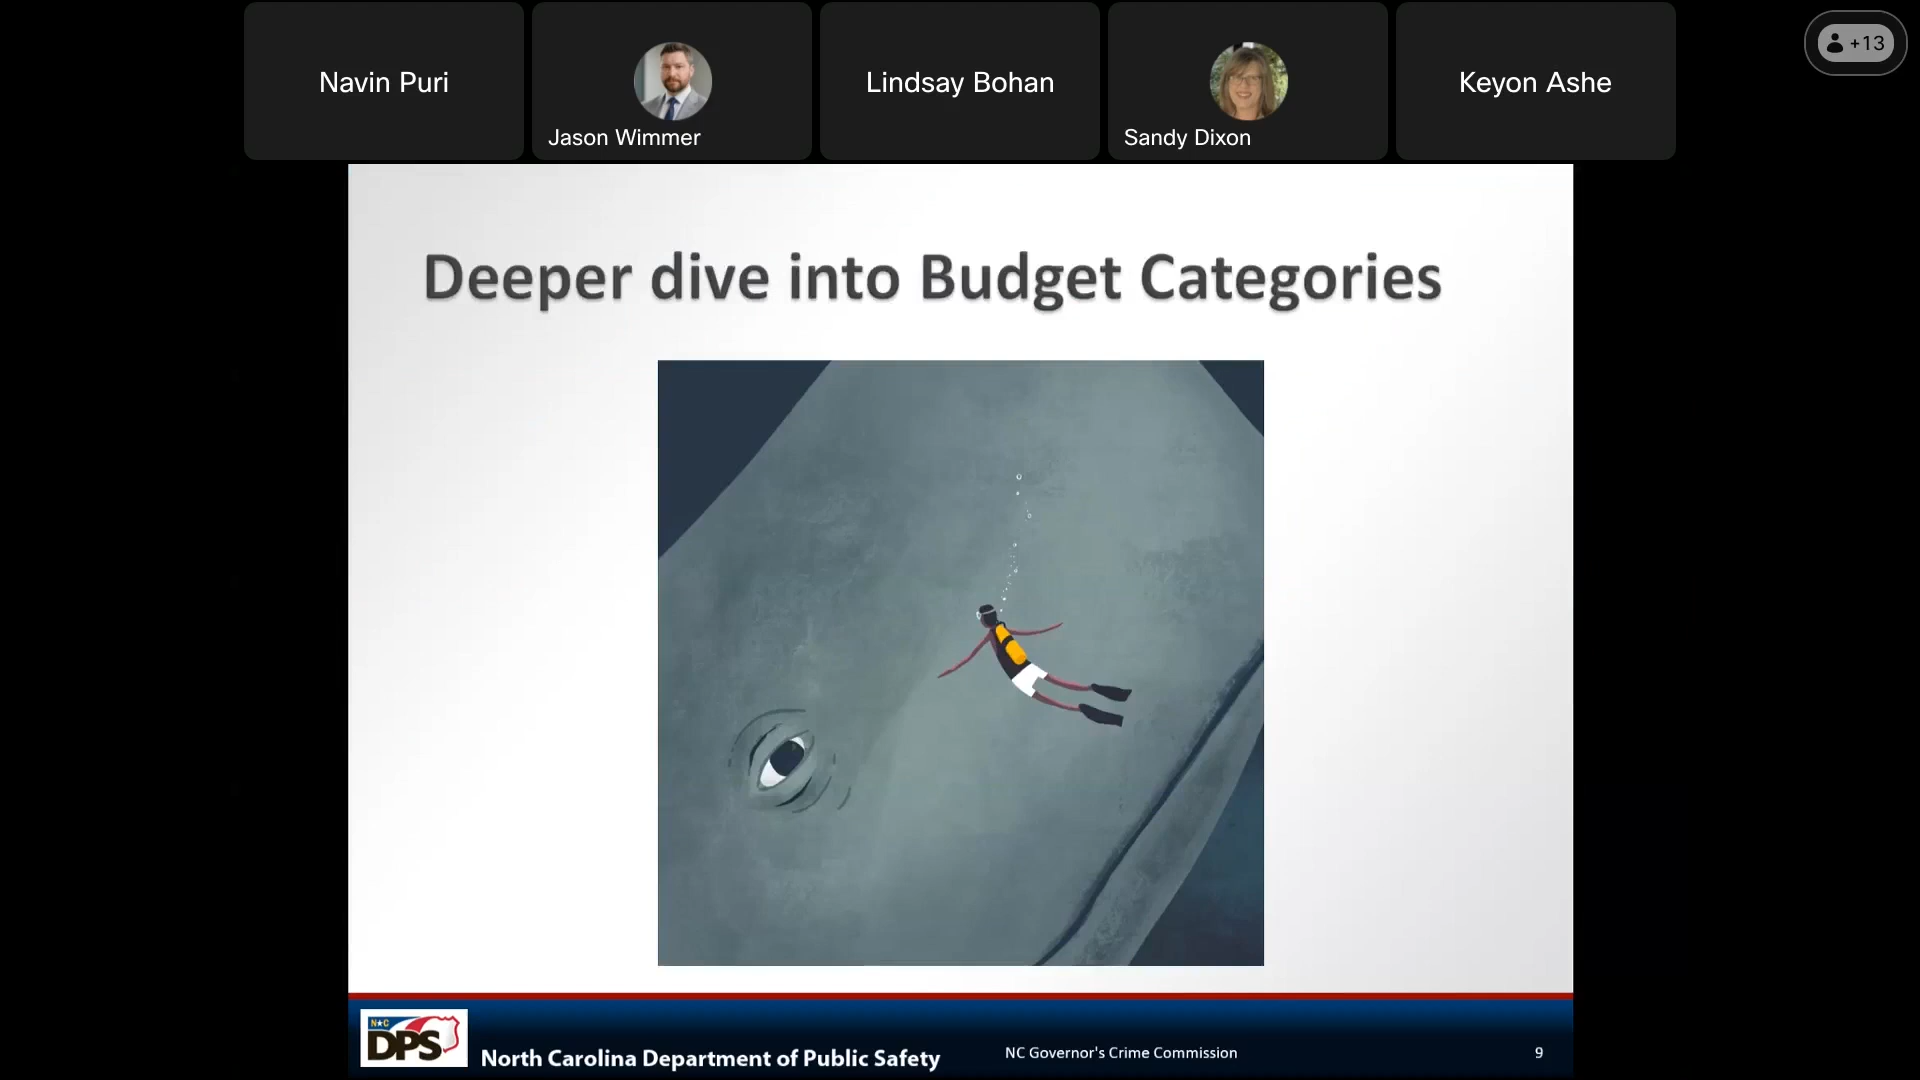 Navin Puri
Jason Wimmer
Lindsay Bohan
Sandy Dixon
Keyon Ashe
+13
Deeper dive into Budget Categories
N★C
DPS
North Carolina Department of Public Safety
NC Governor's Crime Commission
9